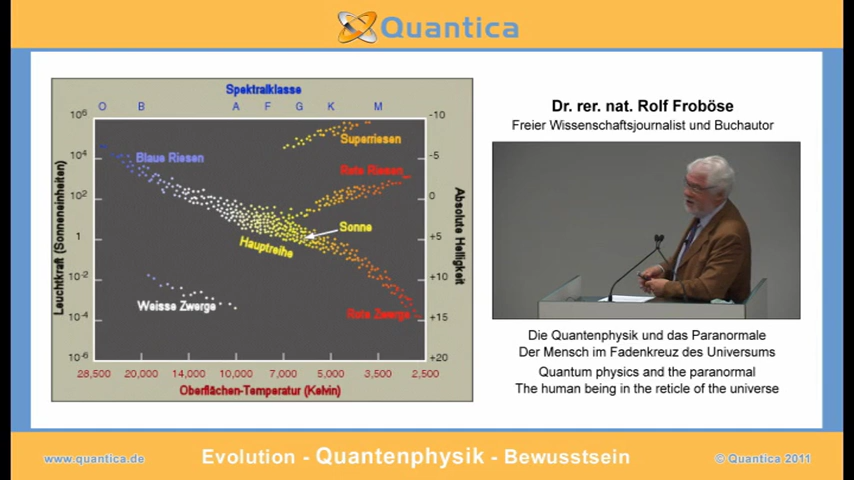 Quantica
Spektralklasse
O B A F G K M
10⁶
10⁴
10²
1
10⁻²
10⁻⁴
10⁻⁶
-10
-5
0
+5
+10
+15
+20
Leuchtkraft (Sonneneinheiten)
Absolute Helligkeit
Superriesen
Blaue Riesen
Rote Riesen
Sonne
Hauptreihe
Weisse Zwerge
Rote Zwerge
28,500 20,000 14,000 10,000 7,000 5,000 3,500 2,500
Oberflächen-Temperatur (Kelvin)
Dr. rer. nat. Rolf Froböse
Freier Wissenschaftsjournalist und Buchautor
Die Quantenphysik und das Paranormale
Der Mensch im Fadenkreuz des Universums
Quantum physics and the paranormal
The human being in the reticle of the universe
www.quantica.de
Evolution - Quantenphysik - Bewusstsein
© Quantica 2011